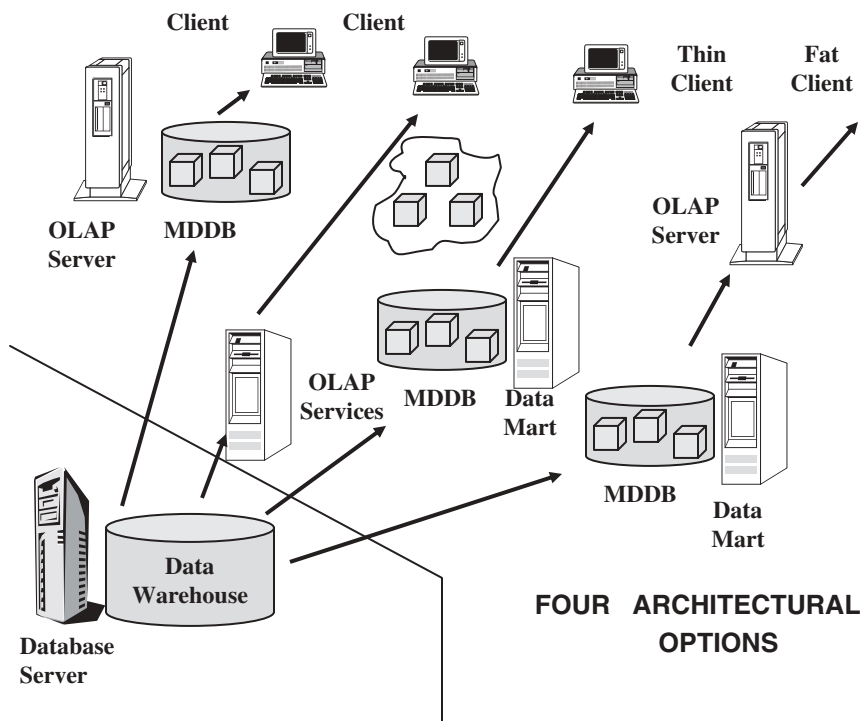 Client
Client
Thin
Client
Fat
Client
OLAP
Server
MDDB
OLAP
Server
OLAP
Services
MDDB
Data
Mart
MDDB
Data
Mart
Data
Warehouse
Database
Server
FOUR ARCHITECTURAL
OPTIONS